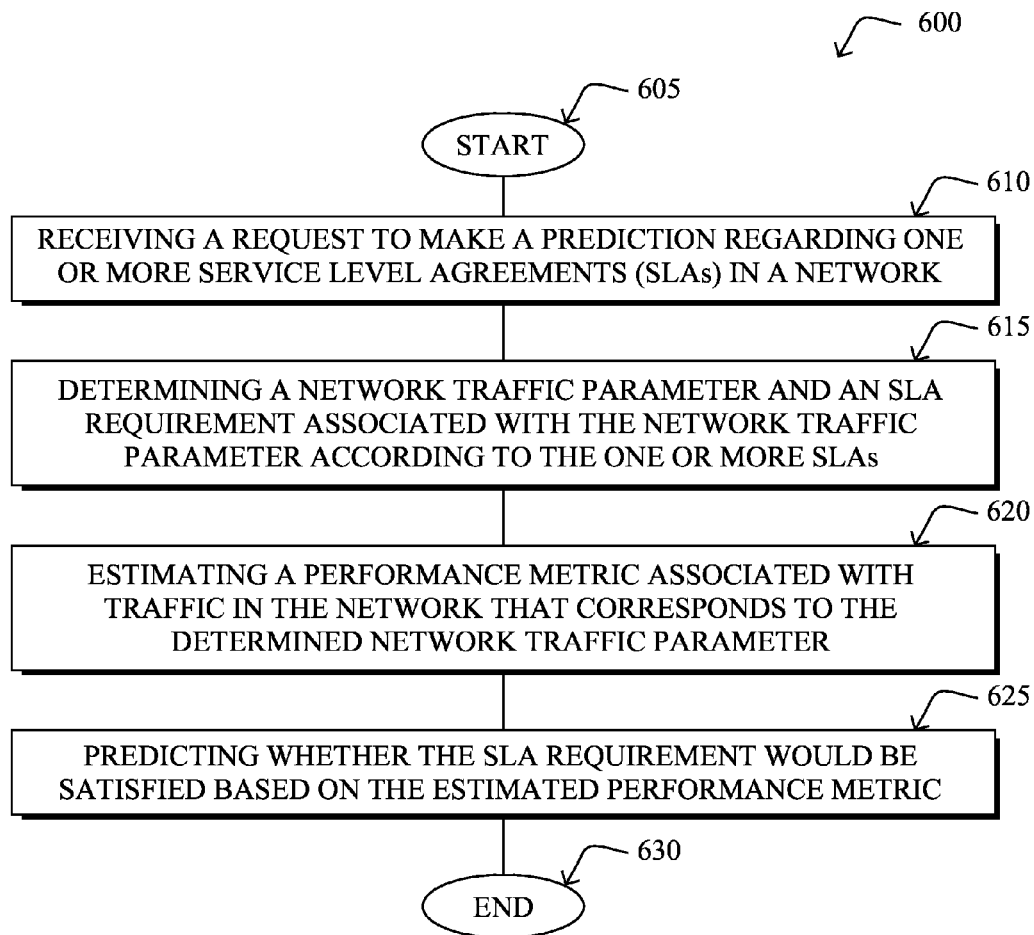 600
605
START
610
RECEIVING A REQUEST TO MAKE A PREDICTION REGARDING ONE
OR MORE SERVICE LEVEL AGREEMENTS (SLAs) IN A NETWORK
615
DETERMINING A NETWORK TRAFFIC PARAMETER AND AN SLA
REQUIREMENT ASSOCIATED WITH THE NETWORK TRAFFIC
PARAMETER ACCORDING TO THE ONE OR MORE SLAs
620
ESTIMATING A PERFORMANCE METRIC ASSOCIATED WITH
TRAFFIC IN THE NETWORK THAT CORRESPONDS TO THE
DETERMINED NETWORK TRAFFIC PARAMETER
625
PREDICTING WHETHER THE SLA REQUIREMENT WOULD BE
SATISFIED BASED ON THE ESTIMATED PERFORMANCE METRIC
630
END